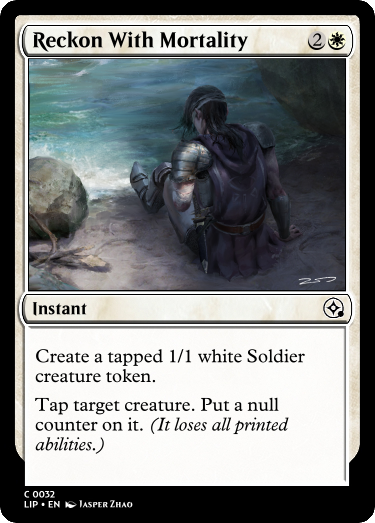 Reckon With Mortality 2
Instant
Create a tapped 1/1 white Soldier
creature token.
Tap target creature. Put a null
counter on it. (It loses all printed
abilities.)
C 0032
LIP • EN Jasper Zhao